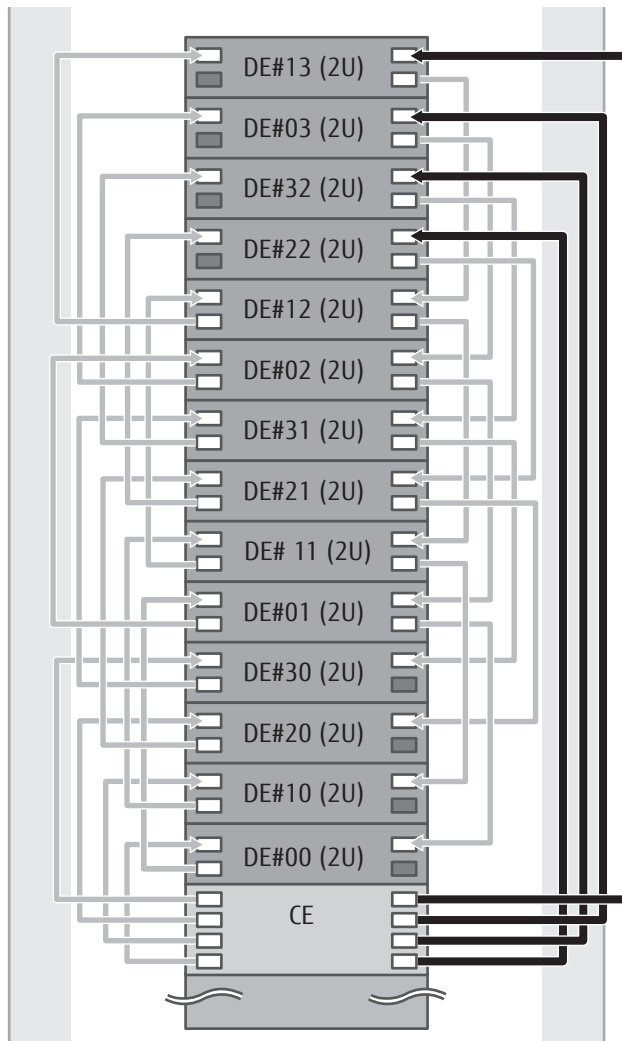 DE#13 (2U)
DE#03 (2U)
DE#32 (2U)
DE#22 (2U)
DE#12 (2U)
DE#02 (2U)
DE#31 (2U)
DE#21 (2U)
DE# 11 (2U)
DE#01 (2U)
DE#30 (2U)
DE#20 (2U)
DE#10 (2U)
DE#00 (2U)
CE